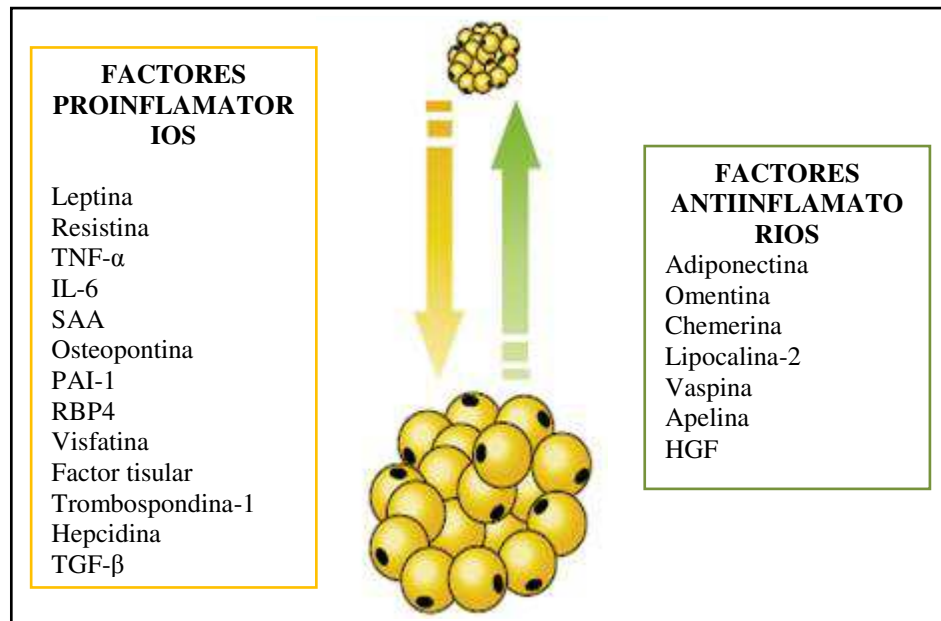 FACTORES
PROINFLAMATOR
IOS
Leptina
Resistina
TNF-α
IL-6
SAA
Osteopontina
PAI-1
RBP4
Visfatina
Factor tisular
Trombospondina-1
Hepcidina
TGF-β
FACTORES
ANTIINFLAMATO
RIOS
Adiponectina
Omentina
Chemerina
Lipocalina-2
Vaspina
Apelina
HGF